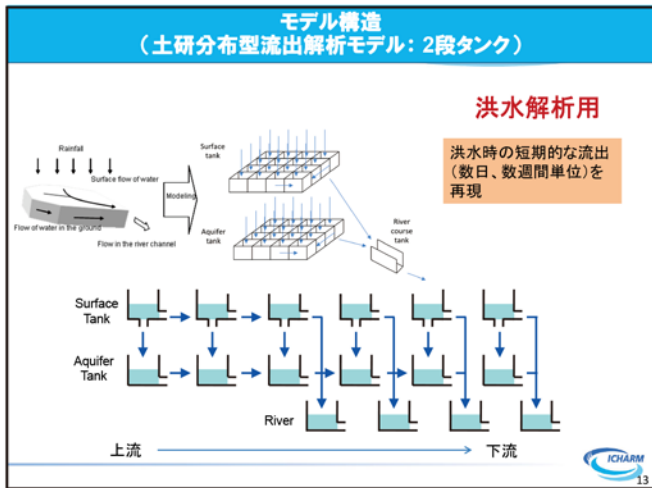 モデル構造
（土研分布型流出解析モデル：2段タンク）
洪水解析用
洪水時の短期的な流出
（数日、数週間単位）を
再現
Rainfall
Surface flow of water
Flow of water in the ground
Flow in the river channel
Modeling
Surface
tank
Aquifer
tank
River
course
tank
Surface
Tank
Aquifer
Tank
River
上流
下流
ICHARM
13